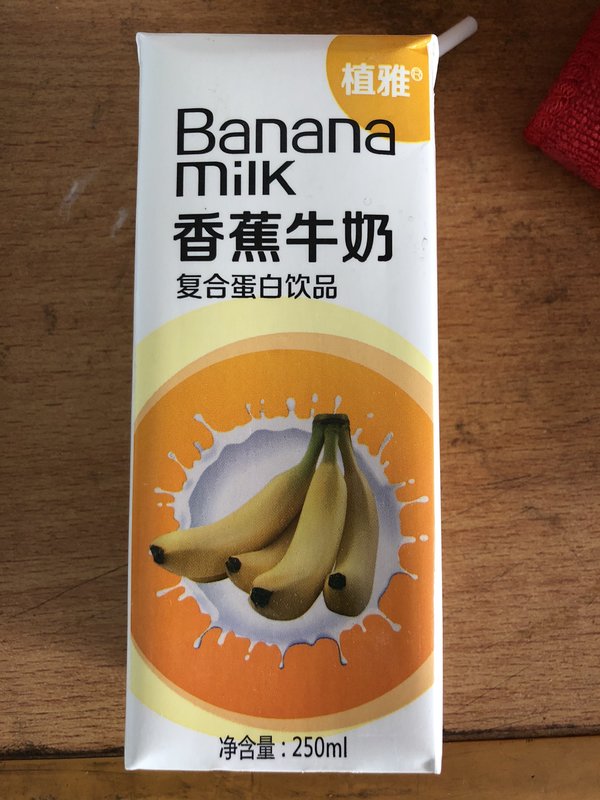 植雅®
Banana
milk
香蕉牛奶
复合蛋白饮品
净含量：250ml